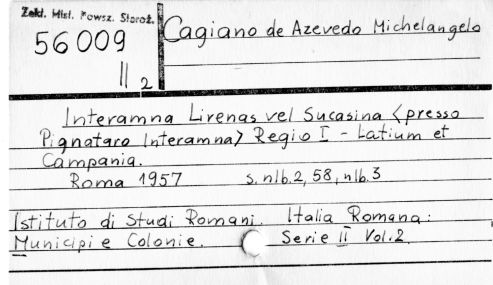 Zakł. Hist. Powsz. Staroż.
56009
II 2
Cagiano de Azevedo Michelangelo
Interamna Lirenas vel Sucasina <presso
Pignataro Interamna> Regio I - Latium et
Campania.
Roma 1957 s. nlb. 2, 58, nlb. 3
Istituto di Studi Romani. Italia Romana:
Municipi e Colonie. Serie II Vol. 2.